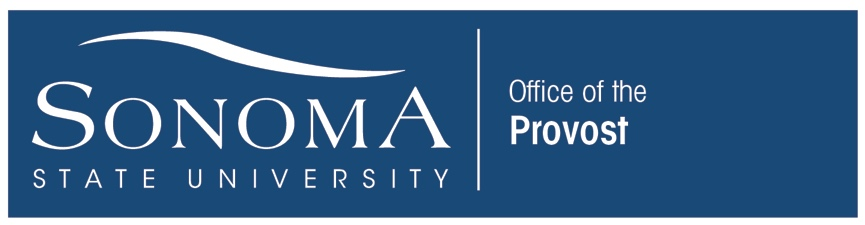 SONOMA
STATE UNIVERSITY
Office of the
Provost